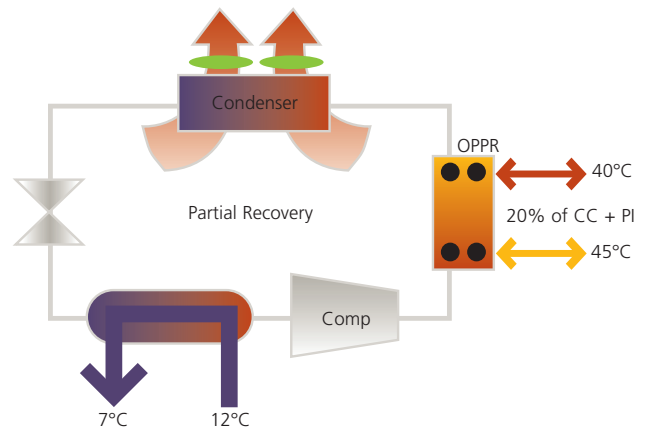 Condenser
OPPR
40°C
Partial Recovery
20% of CC + PI
45°C
Comp
7°C
12°C